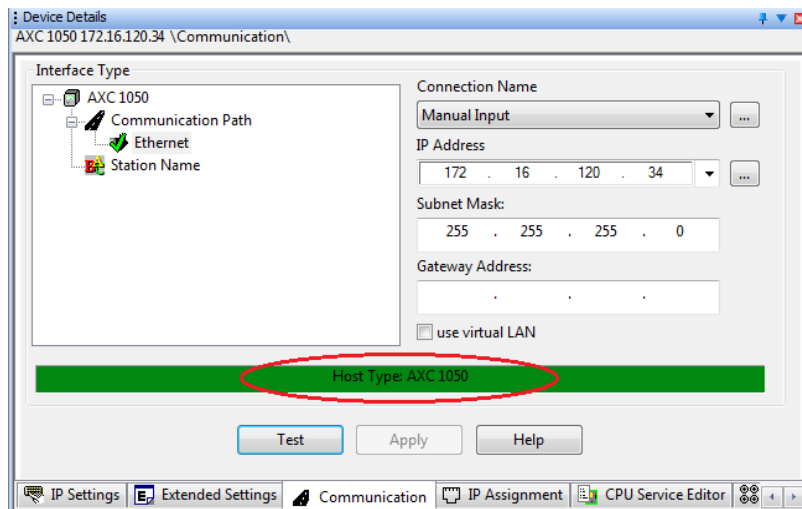 Device Details
AXC 1050 172.16.120.34 \Communication\
Interface Type
AXC 1050
Communication Path
Ethernet
Station Name
Connection Name
Manual Input
...
IP Address
172 . 16 . 120 . 34
...
Subnet Mask:
255 . 255 . 255 . 0
Gateway Address:
. . .
use virtual LAN
Host Type: AXC 1050
Test Apply Help
IP Settings Extended Settings Communication IP Assignment CPU Service Editor